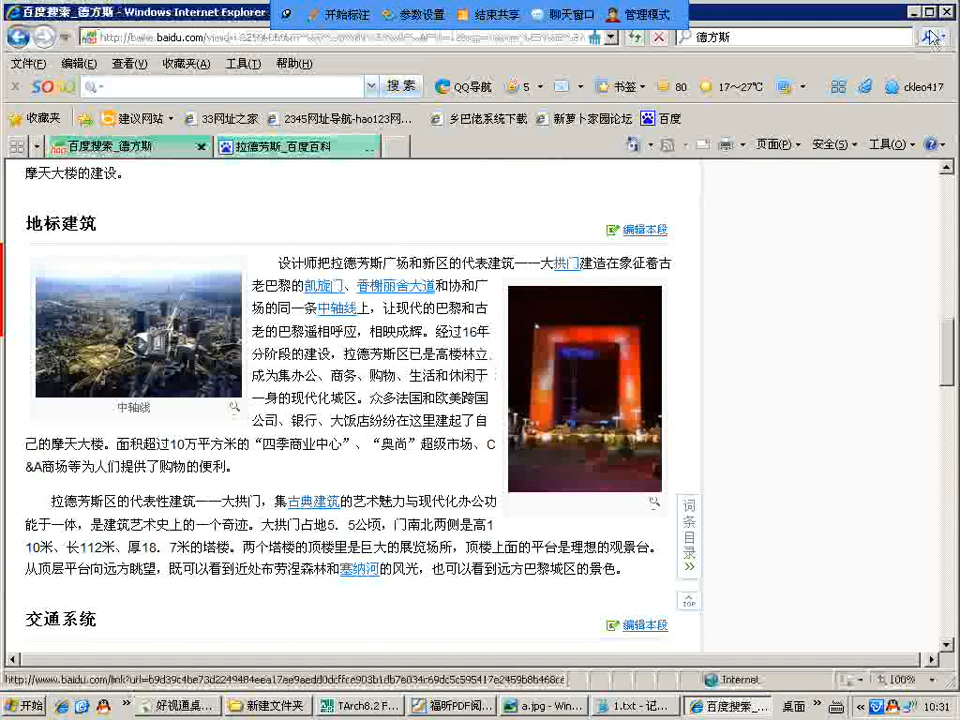 百度搜索_德方斯 - Windows Internet Explorer
开始标注 参数设置 结束共享 聊天窗口 管理模式
德方斯
文件(F) 编辑(E) 查看(V) 收藏夹(A) 工具(T) 帮助(H)
搜 索 QQ导航 5 书签 80 17～27℃ ckleo417
收藏夹 建议网站 33网址之家 2345网址导航-hao123网... 乡巴佬系统下载 新萝卜家园论坛 百度
百度搜索_德方斯 拉德芳斯_百度百科 ... 页面(P) 安全(S) 工具(O)
摩天大楼的建设。
地标建筑
编辑本段
设计师把拉德芳斯广场和新区的代表建筑——大拱门建造在象征着古
老巴黎的凯旋门、香榭丽舍大道和协和广
场的同一条中轴线上，让现代的巴黎和古
老的巴黎遥相呼应，相映成辉。经过16年
分阶段的建设，拉德芳斯区已是高楼林立，
成为集办公、商务、购物、生活和休闲于
一身的现代化城区。众多法国和欧美跨国
公司、银行、大饭店纷纷在这里建起了自
己的摩天大楼。面积超过10万平方米的“四季商业中心”、“奥尚”超级市场、C
&A商场等为人们提供了购物的便利。
中轴线
拉德芳斯区的代表性建筑——大拱门，集古典建筑的艺术魅力与现代化办公功
能于一体，是建筑艺术史上的一个奇迹。大拱门占地5．5公顷，门南北两侧是高1
10米、长112米、厚18．7米的塔楼。两个塔楼的顶楼里是巨大的展览场所，顶楼上面的平台是理想的观景台。
从顶层平台向远方眺望，既可以看到近处布劳涅森林和塞纳河的风光，也可以看到远方巴黎城区的景色。
词条目录
TOP
交通系统
编辑本段
Internet 100%
开始 好视通桌... 新建文件夹 TArch8.2 F... 福昕PDF阅... a.jpg - Win... 1.txt - 记... 百度搜索_... 桌面 10:31